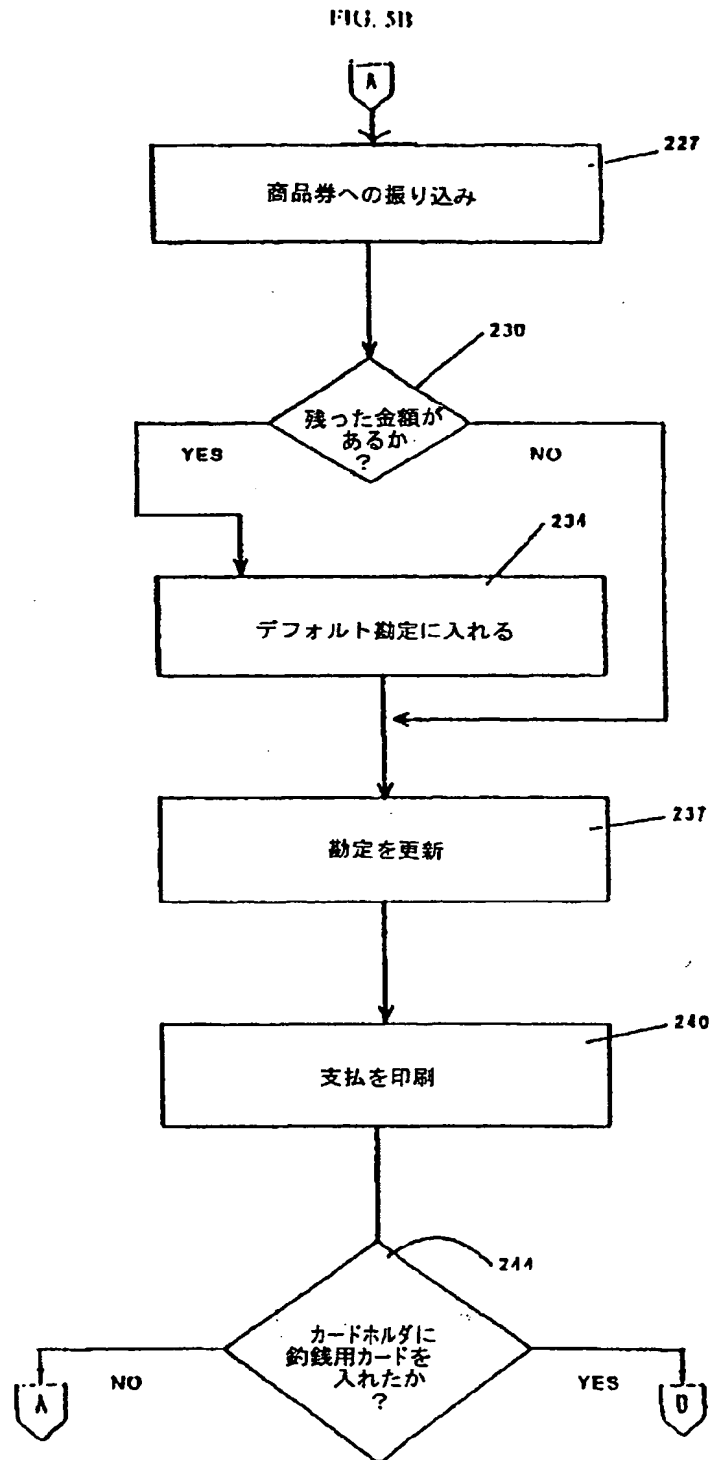 FIG. 5B
A
227
商品券への振り込み
230
残った金額が
あるか
?
YES
NO
234
デフォルト勘定に入れる
237
勘定を更新
240
支払を印刷
244
カードホルダに
釣銭用カードを
入れたか
?
NO
YES
A